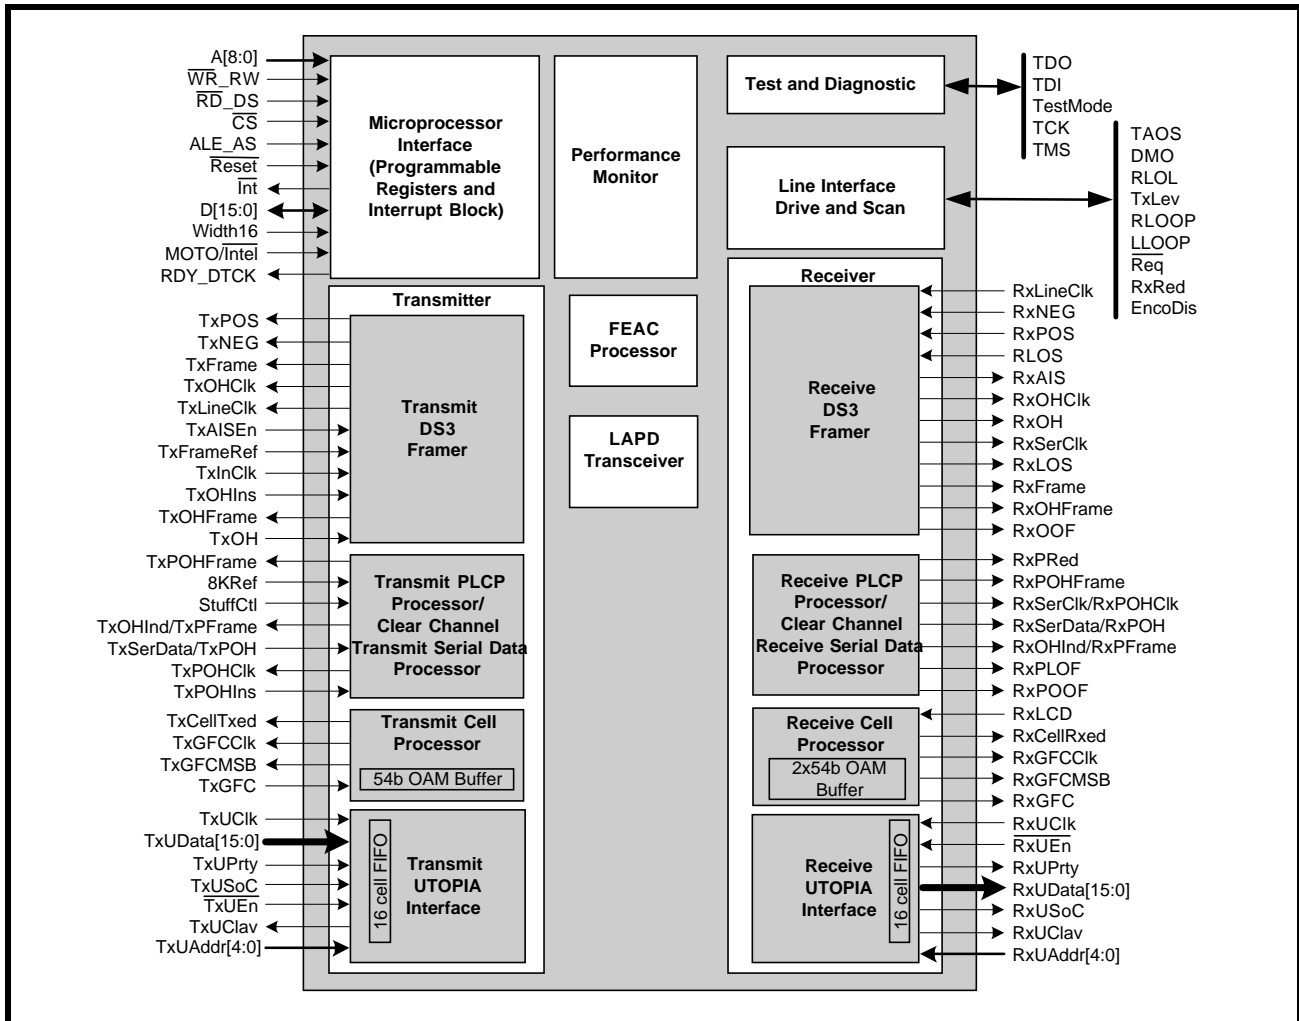 A[8:0]
WR_RW
RD_DS
CS
ALE_AS
Reset
Int
D[15:0]
Width16
MOTO/Intel
RDY_DTCK
Microprocessor
Interface
(Programmable
Registers and
Interrupt Block)
Performance
Monitor
Test and Diagnostic
TDO
TDI
TestMode
TCK
TMS
Line Interface
Drive and Scan
TAOS
DMO
RLOL
TxLev
RLOOP
LLOOP
Req
RxRed
EncoDis
Transmitter
TxPOS
TxNEG
TxFrame
TxOHClk
TxLineClk
TxAISEn
TxFrameRef
TxInClk
TxOHIns
TxOHFrame
TxOH
Transmit
DS3
Framer
TxPOHFrame
8KRef
StuffCtl
TxOHInd/TxPFrame
TxSerData/TxPOH
TxPOHClk
TxPOHIns
Transmit PLCP
Processor/
Clear Channel
Transmit Serial Data
Processor
TxCellTxed
TxGFCClk
TxGFCMSB
TxGFC
Transmit Cell
Processor
54b OAM Buffer
TxUClk
TxUData[15:0]
TxUPrty
TxUSoC
TxUEn
TxUClav
TxUAddr[4:0]
16 cell FIFO
Transmit
UTOPIA
Interface
FEAC
Processor
LAPD
Transceiver
Receiver
Receive
DS3
Framer
RxLineClk
RxNEG
RxPOS
RLOS
RxAIS
RxOHClk
RxOH
RxSerClk
RxLOS
RxFrame
RxOHFrame
RxOOF
Receive PLCP
Processor/
Clear Channel
Receive Serial Data
Processor
RxPRed
RxPOHFrame
RxSerClk/RxPOHClk
RxSerData/RxPOH
RxOHInd/RxPFrame
RxPLOF
RxPOOF
Receive Cell
Processor
2x54b OAM
Buffer
RxLCD
RxCellRxed
RxGFCClk
RxGFCMSB
RxGFC
Receive
UTOPIA
Interface
16 cell FIFO
RxUClk
RxUEn
RxUPrty
RxUData[15:0]
RxUSoC
RxUClav
RxUAddr[4:0]